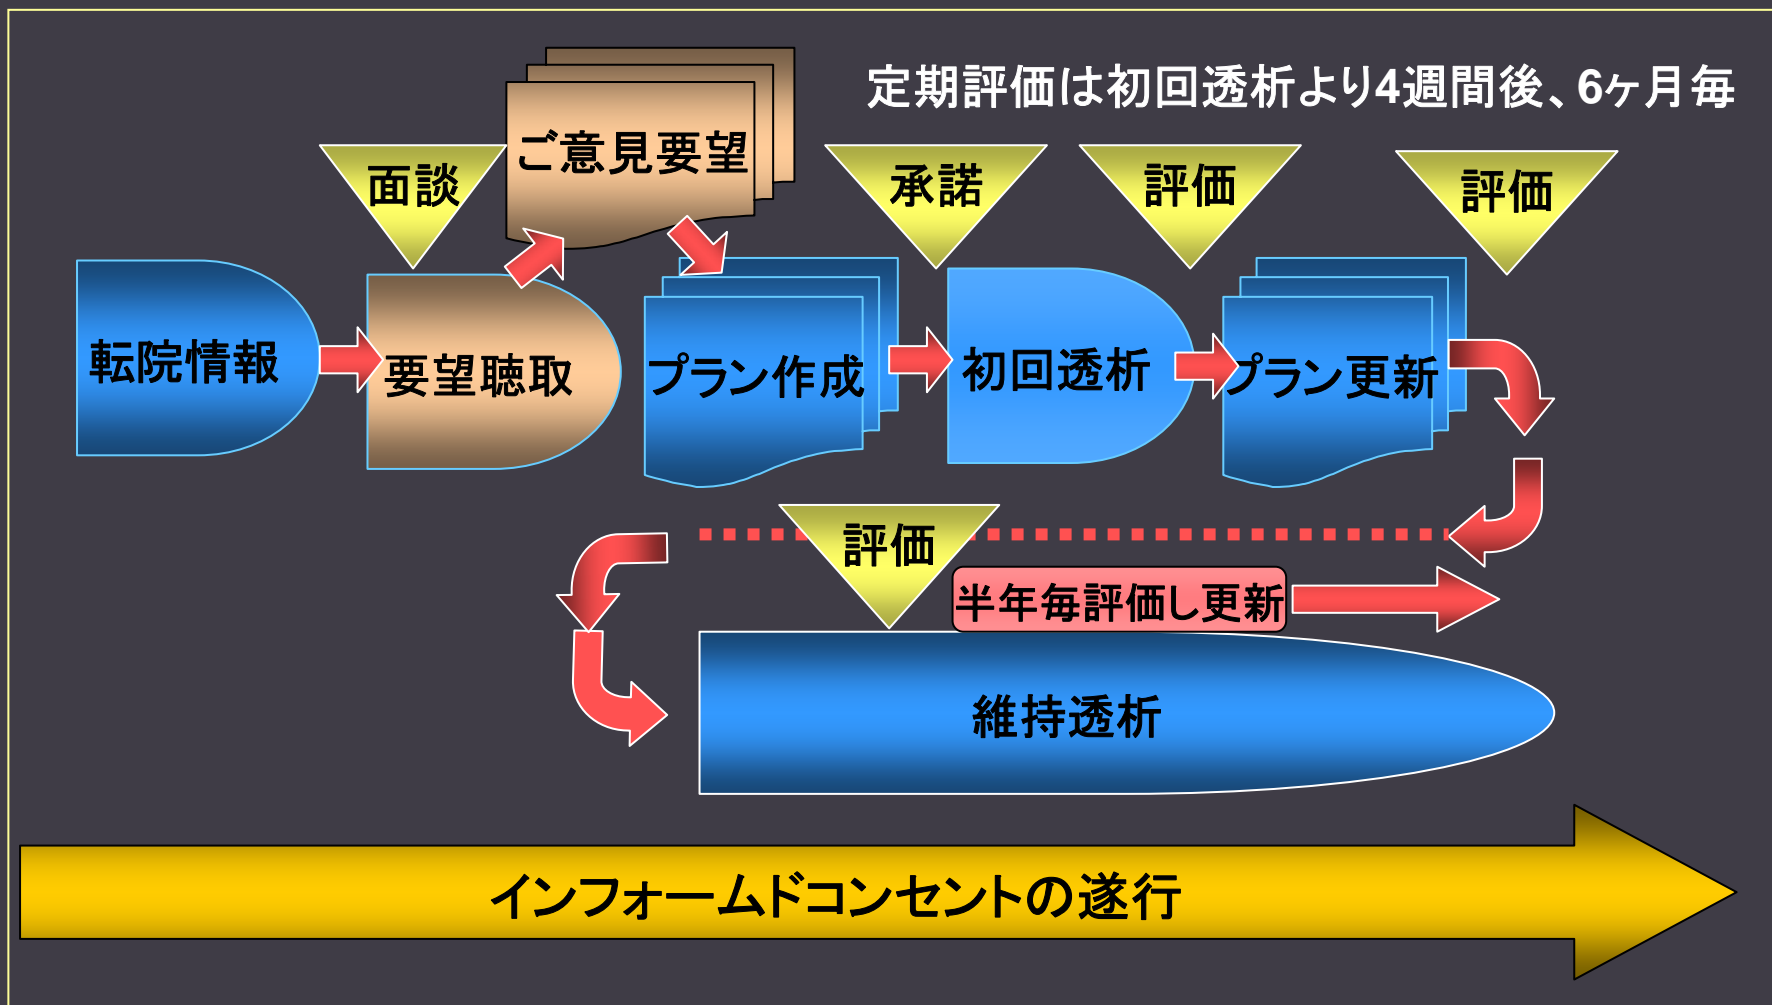 定期評価は初回透析より4週間後、6ヶ月毎
面談
ご意見要望
承諾
評価
評価
転院情報
要望聴取
プラン作成
初回透析
プラン更新
評価
半年毎評価し更新
維持透析
インフォームドコンセントの遂行